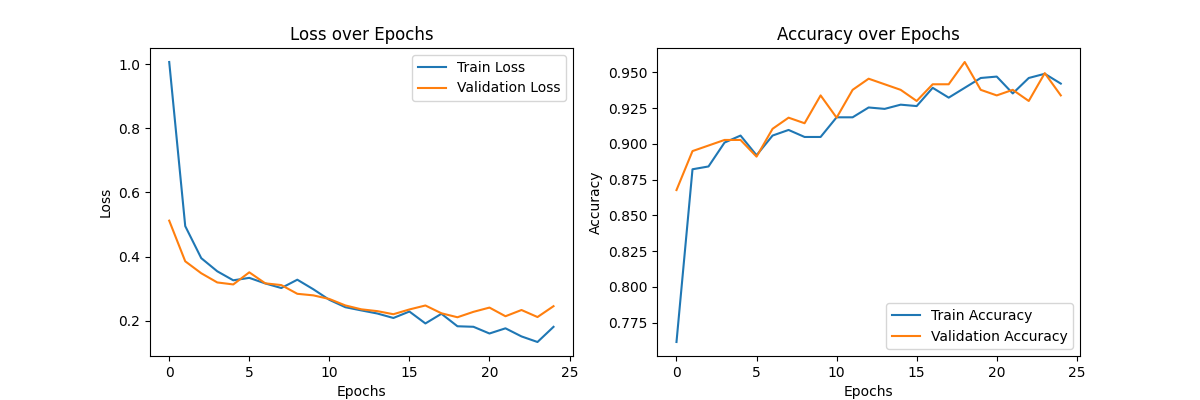 Loss over Epochs
1.0
0.8
0.6
0.4
0.2
Loss
0
5
10
15
20
25
Epochs
Train Loss
Validation Loss
Accuracy over Epochs
0.950
0.925
0.900
0.875
0.850
0.825
0.800
0.775
Accuracy
0
5
10
15
20
25
Epochs
Train Accuracy
Validation Accuracy